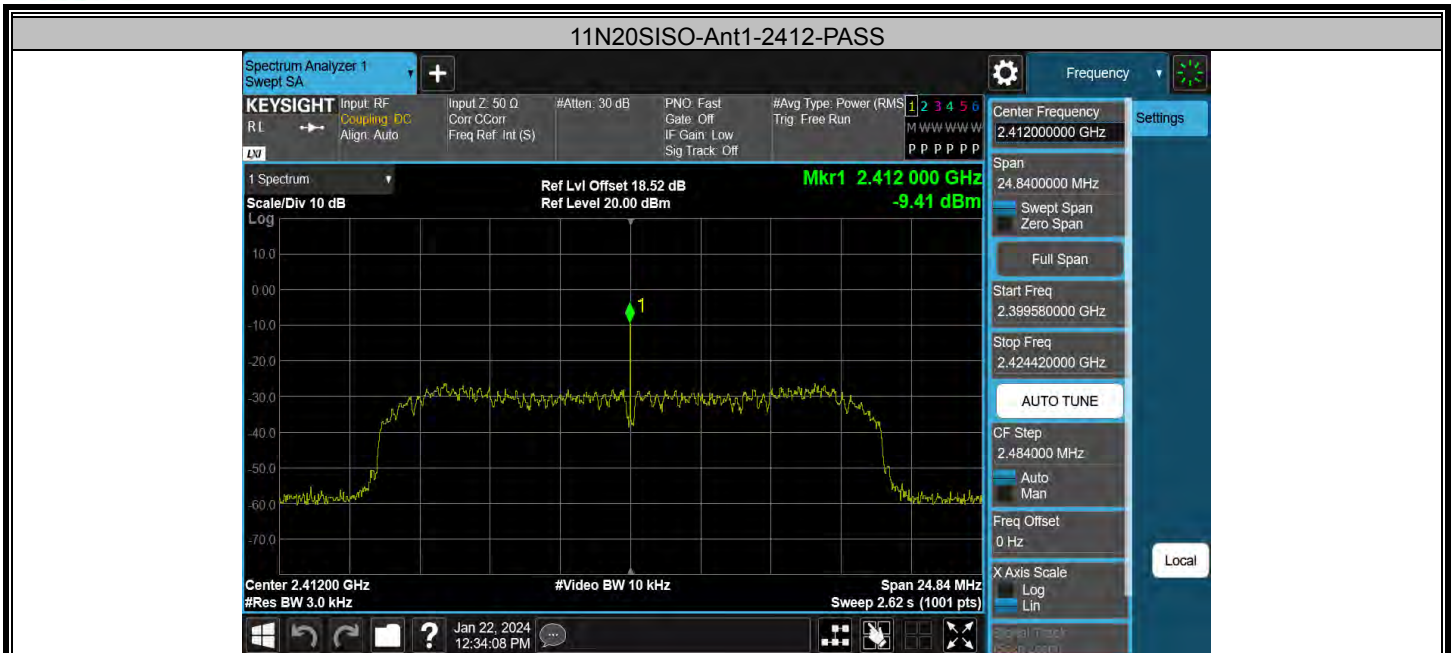 11N20SISO-Ant1-2412-PASS
Spectrum Analyzer 1
Swept SA
Frequency
KEYSIGHT
RL
LXI
Input: RF
Coupling: DC
Align: Auto
Input Z: 50 Ω
Corr CCorr
Freq Ref: Int (S)
#Atten: 30 dB
PNO: Fast
Gate: Off
IF Gain: Low
Sig Track: Off
#Avg Type: Power (RMS
Trig: Free Run
1 2 3 4 5 6
M W W W W W
P P P P P P
1 Spectrum
Scale/Div 10 dB
Log
Ref Lvl Offset 18.52 dB
Ref Level 20.00 dBm
Mkr1 2.412 000 GHz
-9.41 dBm
10.0
0.00
-10.0
-20.0
-30.0
-40.0
-50.0
-60.0
-70.0
1
Center 2.41200 GHz
#Res BW 3.0 kHz
#Video BW 10 kHz
Span 24.84 MHz
Sweep 2.62 s (1001 pts)
Center Frequency
2.412000000 GHz
Settings
Span
24.8400000 MHz
Swept Span
Zero Span
Full Span
Start Freq
2.399580000 GHz
Stop Freq
2.424420000 GHz
AUTO TUNE
CF Step
2.484000 MHz
Auto
Man
Freq Offset
0 Hz
X Axis Scale
Log
Lin
Local
Signal Track
?
Jan 22, 2024
12:34:08 PM